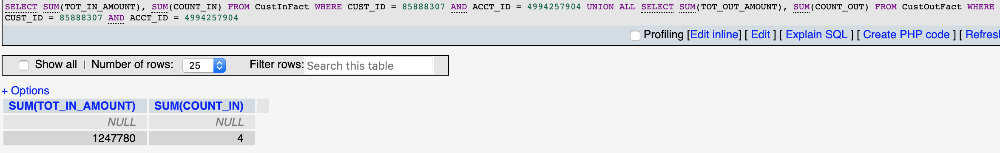 SELECT SUM(TOT_IN_AMOUNT), SUM(COUNT_IN) FROM CustInFact WHERE CUST_ID = 85888307 AND ACCT_ID = 4994257904 UNION ALL SELECT SUM(TOT_OUT_AMOUNT), SUM(COUNT_OUT) FROM CustOutFact WHERE
CUST_ID = 85888307 AND ACCT_ID = 4994257904
Profiling [Edit inline] [ Edit ] [ Explain SQL ] [ Create PHP code ] [ Refresh
Show all | Number of rows: 25 Filter rows: Search this table
+ Options
SUM(TOT_IN_AMOUNT) SUM(COUNT_IN)
NULL NULL
1247780 4